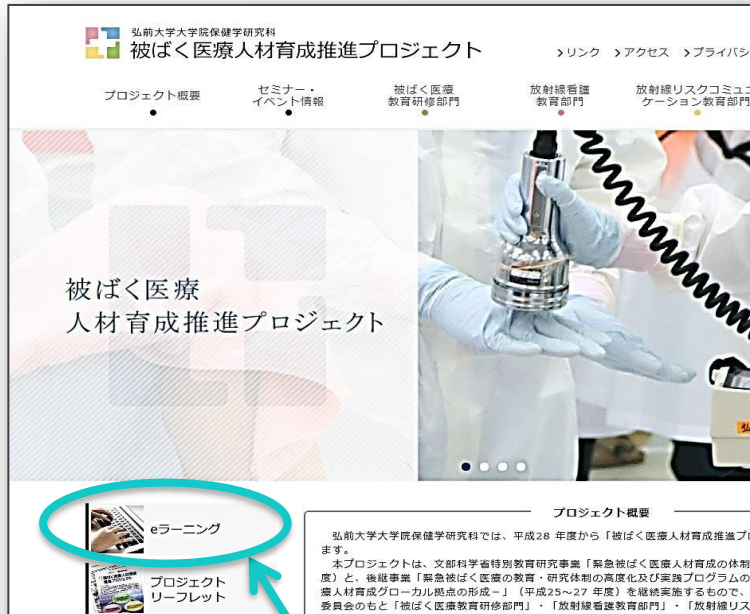 弘前大学大学院保健学研究科
被ばく医療人材育成推進プロジェクト
>リンク >アクセス >プライバシ
プロジェクト概要
セミナー・
イベント情報
被ばく医療
教育研修部門
放射線看護
教育部門
放射線リスクコミュニ
ケーション教育部門
被ばく医療
人材育成推進プロジェクト
eラーニング
プロジェクト
リーフレット
プロジェクト概要
弘前大学大学院保健学研究科では、平成28 年度から「被ばく医療人材育成推進プロ
ます。
本プロジェクトは、文部科学省特別教育研究事業「緊急被ばく医療人材育成の体制
度）と、後継事業「緊急被ばく医療の教育・研究体制の高度化及び実践プログラムの
療人材育成グローカル拠点の形成－」（平成25～27 年度）を継続実施するもので、
委員会のもと「被ばく医療教育研修部門」・「放射線看護教育部門」・「放射線リ